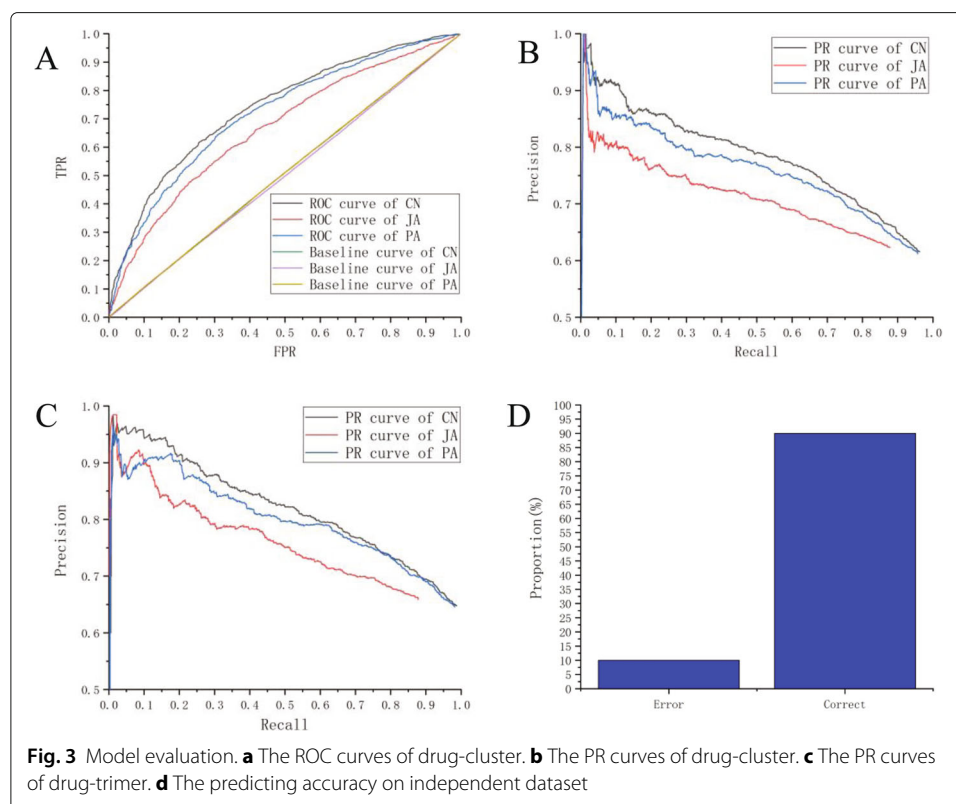 A
1.0
0.9
0.8
0.7
0.6
0.5
0.4
0.3
0.2
0.1
0.0
TPR
ROC curve of CN
ROC curve of JA
ROC curve of PA
Baseline curve of CN
Baseline curve of JA
Baseline curve of PA
0.0 0.1 0.2 0.3 0.4 0.5 0.6 0.7 0.8 0.9 1.0
FPR
B
1.0
0.9
0.8
0.7
0.6
0.5
Precision
PR curve of CN
PR curve of JA
PR curve of PA
0.0 0.1 0.2 0.3 0.4 0.5 0.6 0.7 0.8 0.9 1.0
Recall
C
1.0
0.9
0.8
0.7
0.6
0.5
Precision
PR curve of CN
PR curve of JA
PR curve of PA
0.0 0.1 0.2 0.3 0.4 0.5 0.6 0.7 0.8 0.9 1.0
Recall
D
100
95
90
85
80
75
70
65
60
55
50
45
40
35
30
25
20
15
10
5
0
Proportion(%)
Error Correct
Fig. 3 Model evaluation. a The ROC curves of drug-cluster. b The PR curves of drug-cluster. c The PR curves
of drug-trimer. d The predicting accuracy on independent dataset